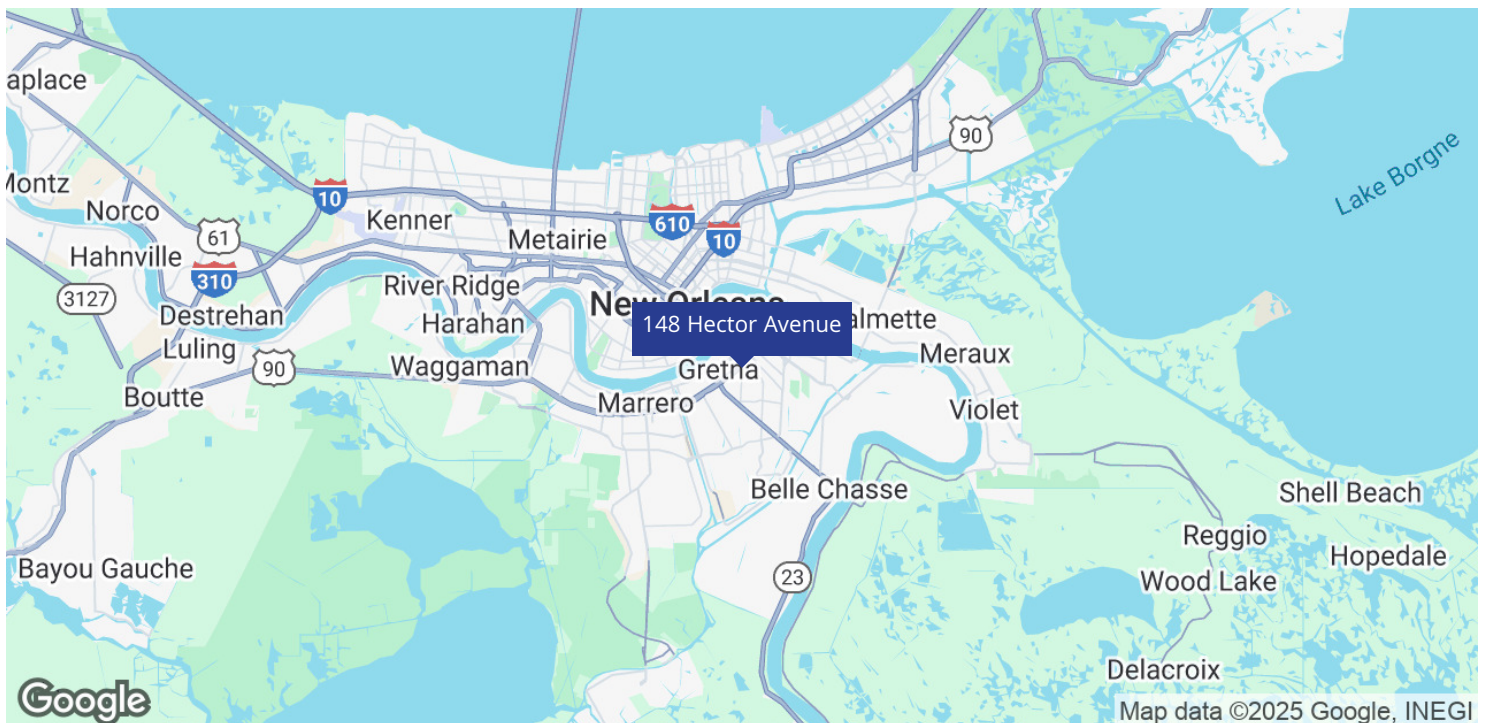 aplace
90
Lake Borgne
Montz
10
Norco
Kenner
610
61
Metairie
10
Hahnville
310
River Ridge
3127
New Orleans
Destrehan
Harahan
148 Hector Avenue
almette
Luling
Meraux
90
Waggaman
Gretna
Boutte
Marrero
Violet
Belle Chasse
Shell Beach
Reggio
Hopedale
Bayou Gauche
23
Wood Lake
Delacroix
Google
Map data ©2025 Google, INEGI